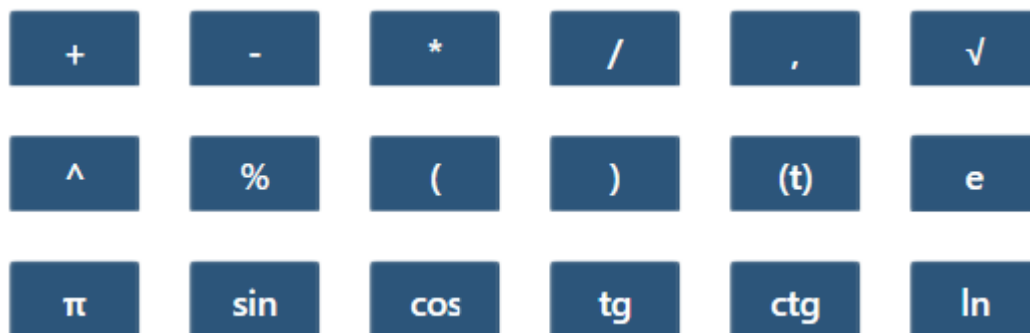 + - * / , √
^ % ( ) (t) e
π sin cos tg ctg ln